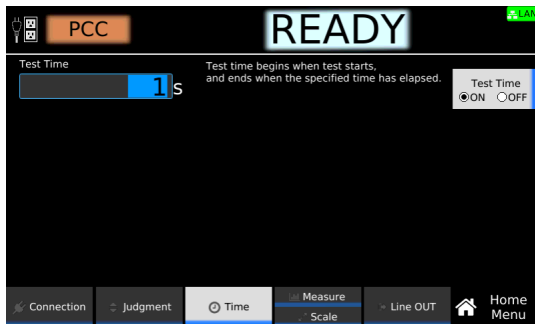 PCC
READY
LAN
Test Time
1s
Test time begins when test starts,
and ends when the specified time has elapsed.
Test Time
ON OFF
Connection
Judgment
Time
Measure
Scale
Line OUT
Home
Menu